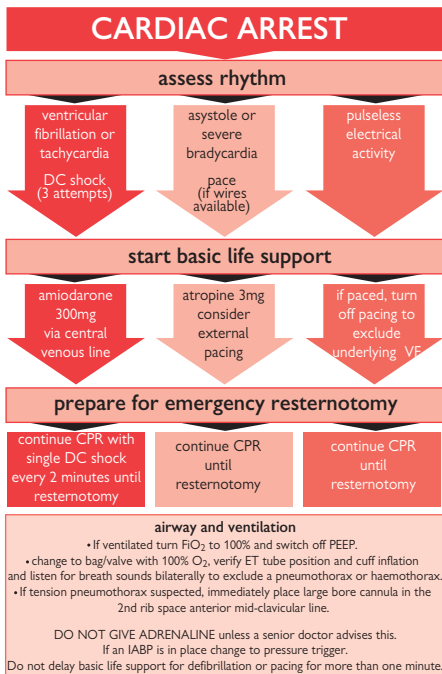 CARDIAC ARREST
assess rhythm
ventricular
fibrillation or
tachycardia
DC shock
(3 attempts)
asystole or
severe
bradycardia
pace
(if wires
available)
pulseless
electrical
activity
start basic life support
amiodarone
300mg
via central
venous line
atropine 3mg
consider
external
pacing
if paced, turn
off pacing to
exclude
underlying VF
prepare for emergency resternotomy
continue CPR with
single DC shock
every 2 minutes until
resternotomy
continue CPR
until
resternotomy
continue CPR
until
resternotomy
airway and ventilation
• If ventilated turn FiO₂ to 100% and switch off PEEP.
• change to bag/valve with 100% O₂, verify ET tube position and cuff inflation
and listen for breath sounds bilaterally to exclude a pneumothorax or haemothorax.
• If tension pneumothorax suspected, immediately place large bore cannula in the
2nd rib space anterior mid-clavicular line.
DO NOT GIVE ADRENALINE unless a senior doctor advises this.
If an IABP is in place change to pressure trigger.
Do not delay basic life support for defibrillation or pacing for more than one minute.